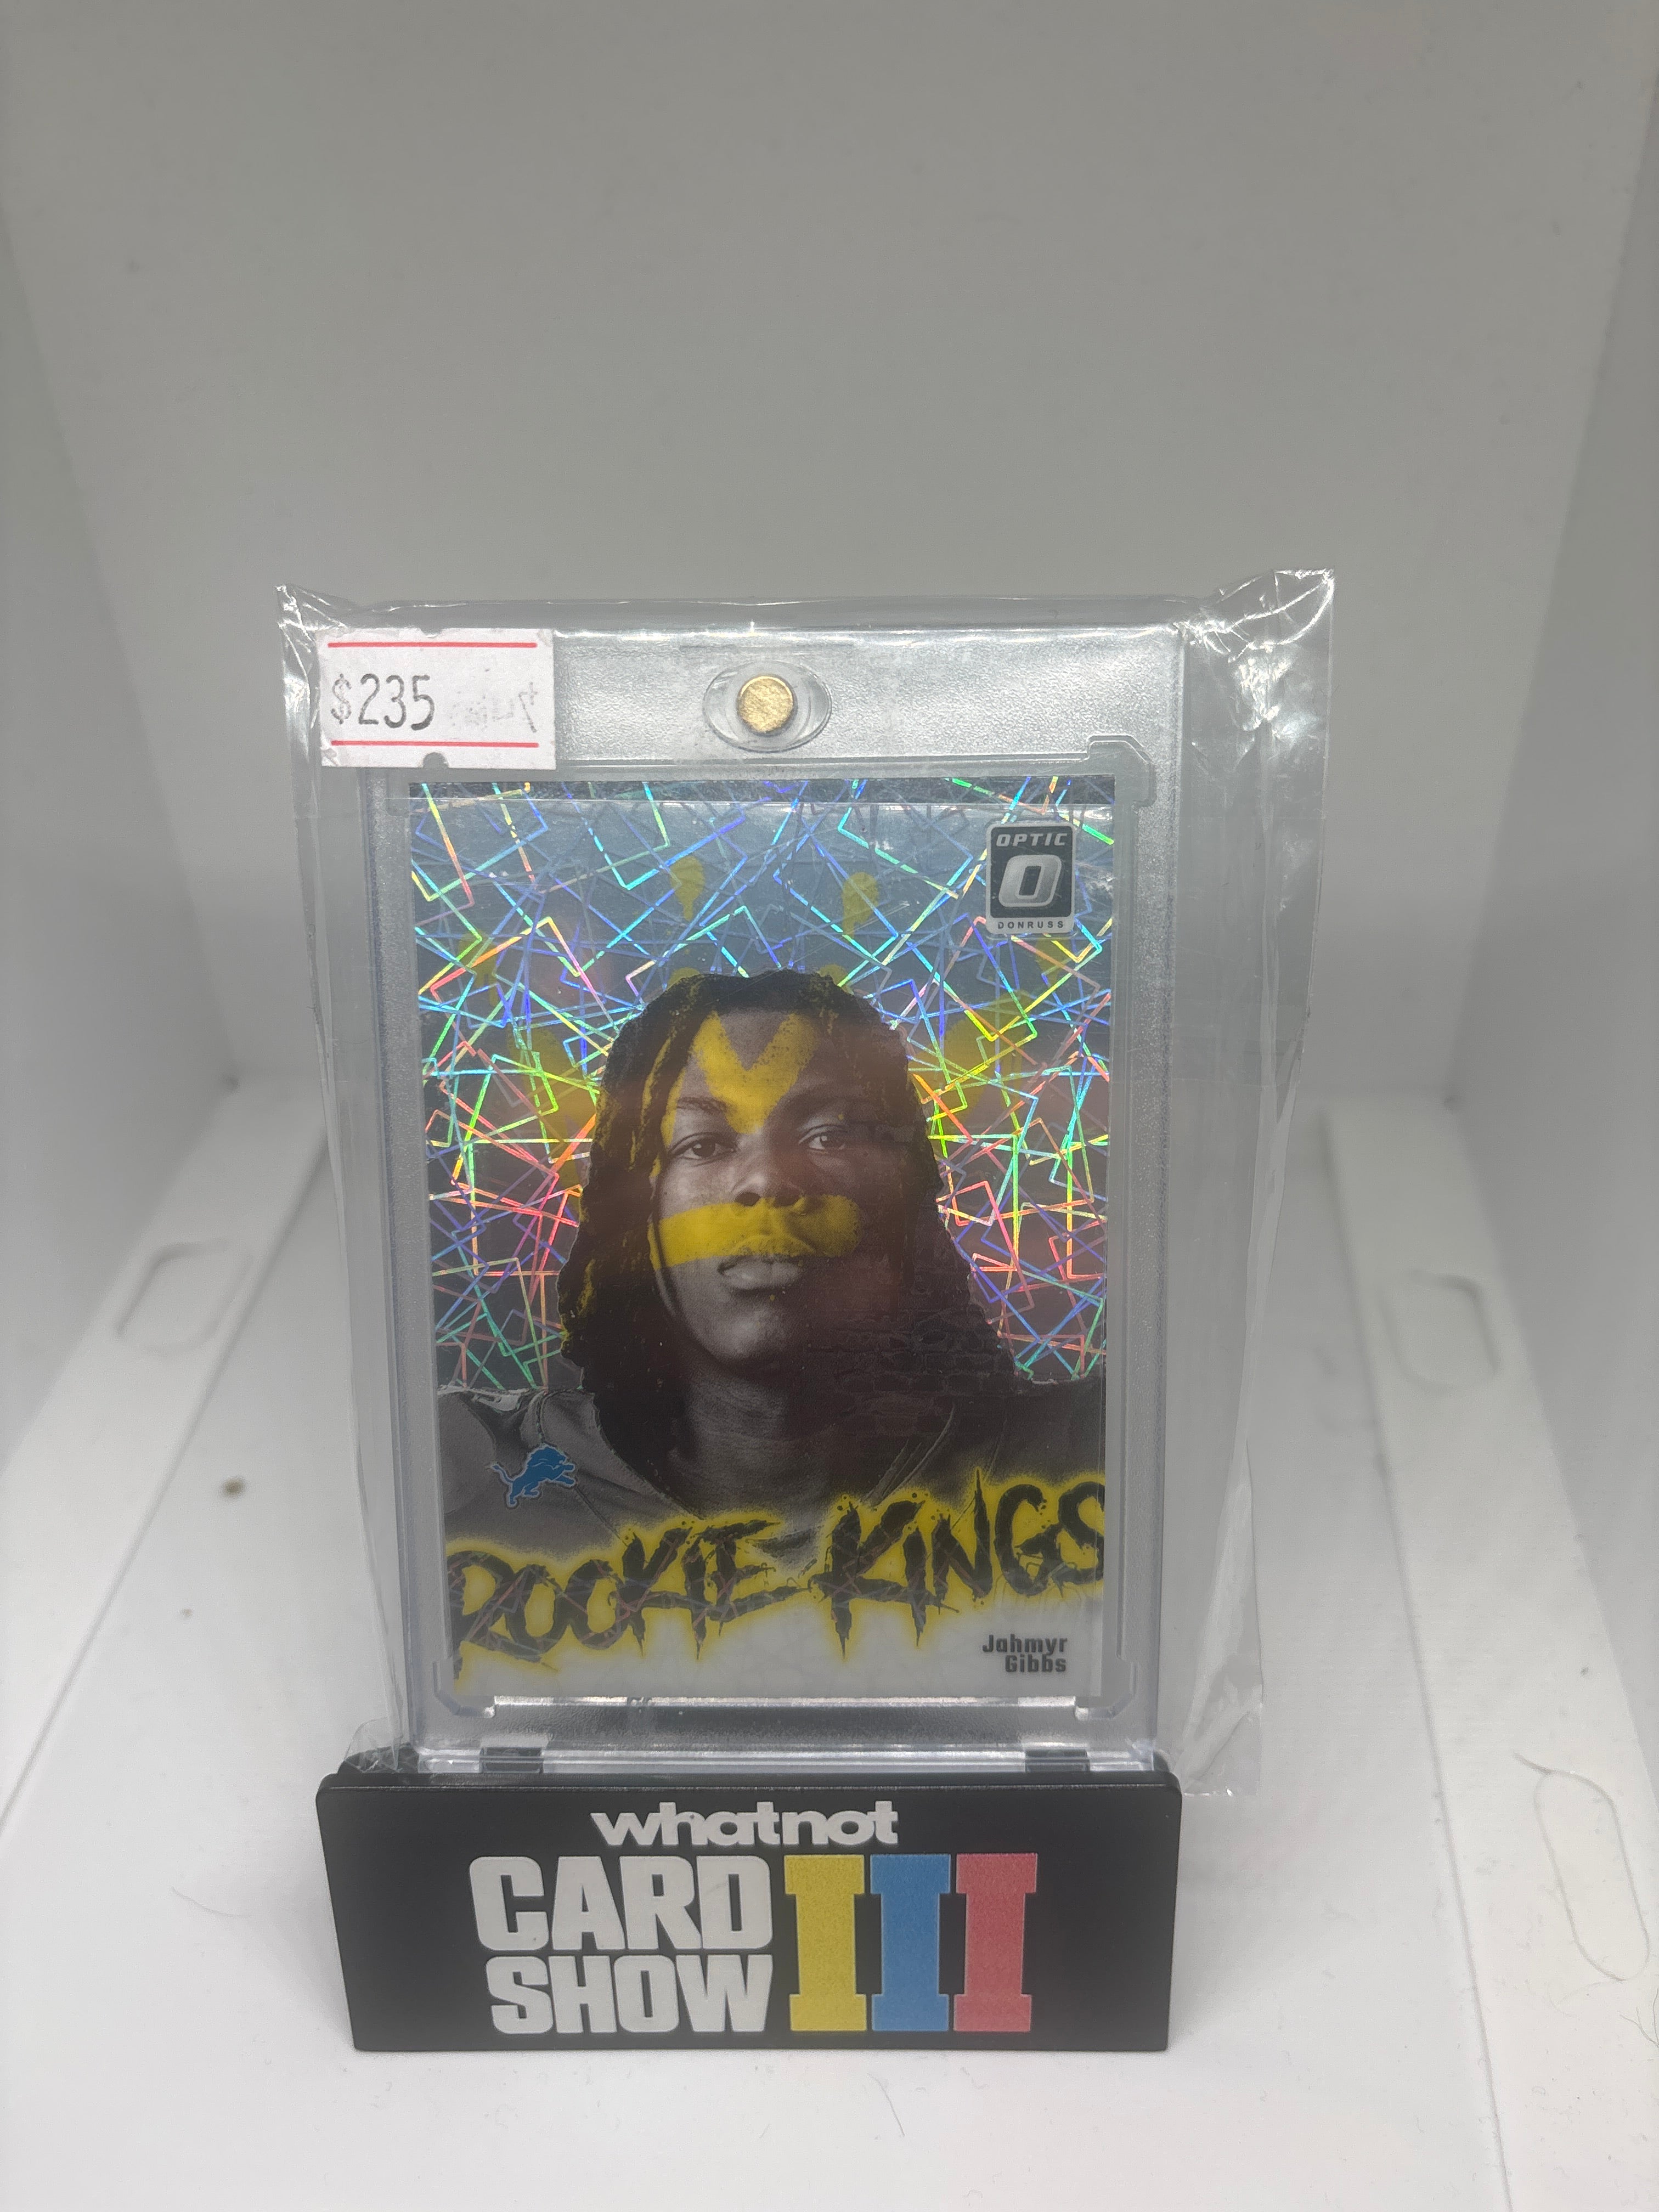 $235
OPTIC
O
DONRUSS
ROOKIE KINGS
Jahmyr
Gibbs
whatnot
CARD
SHOW
III